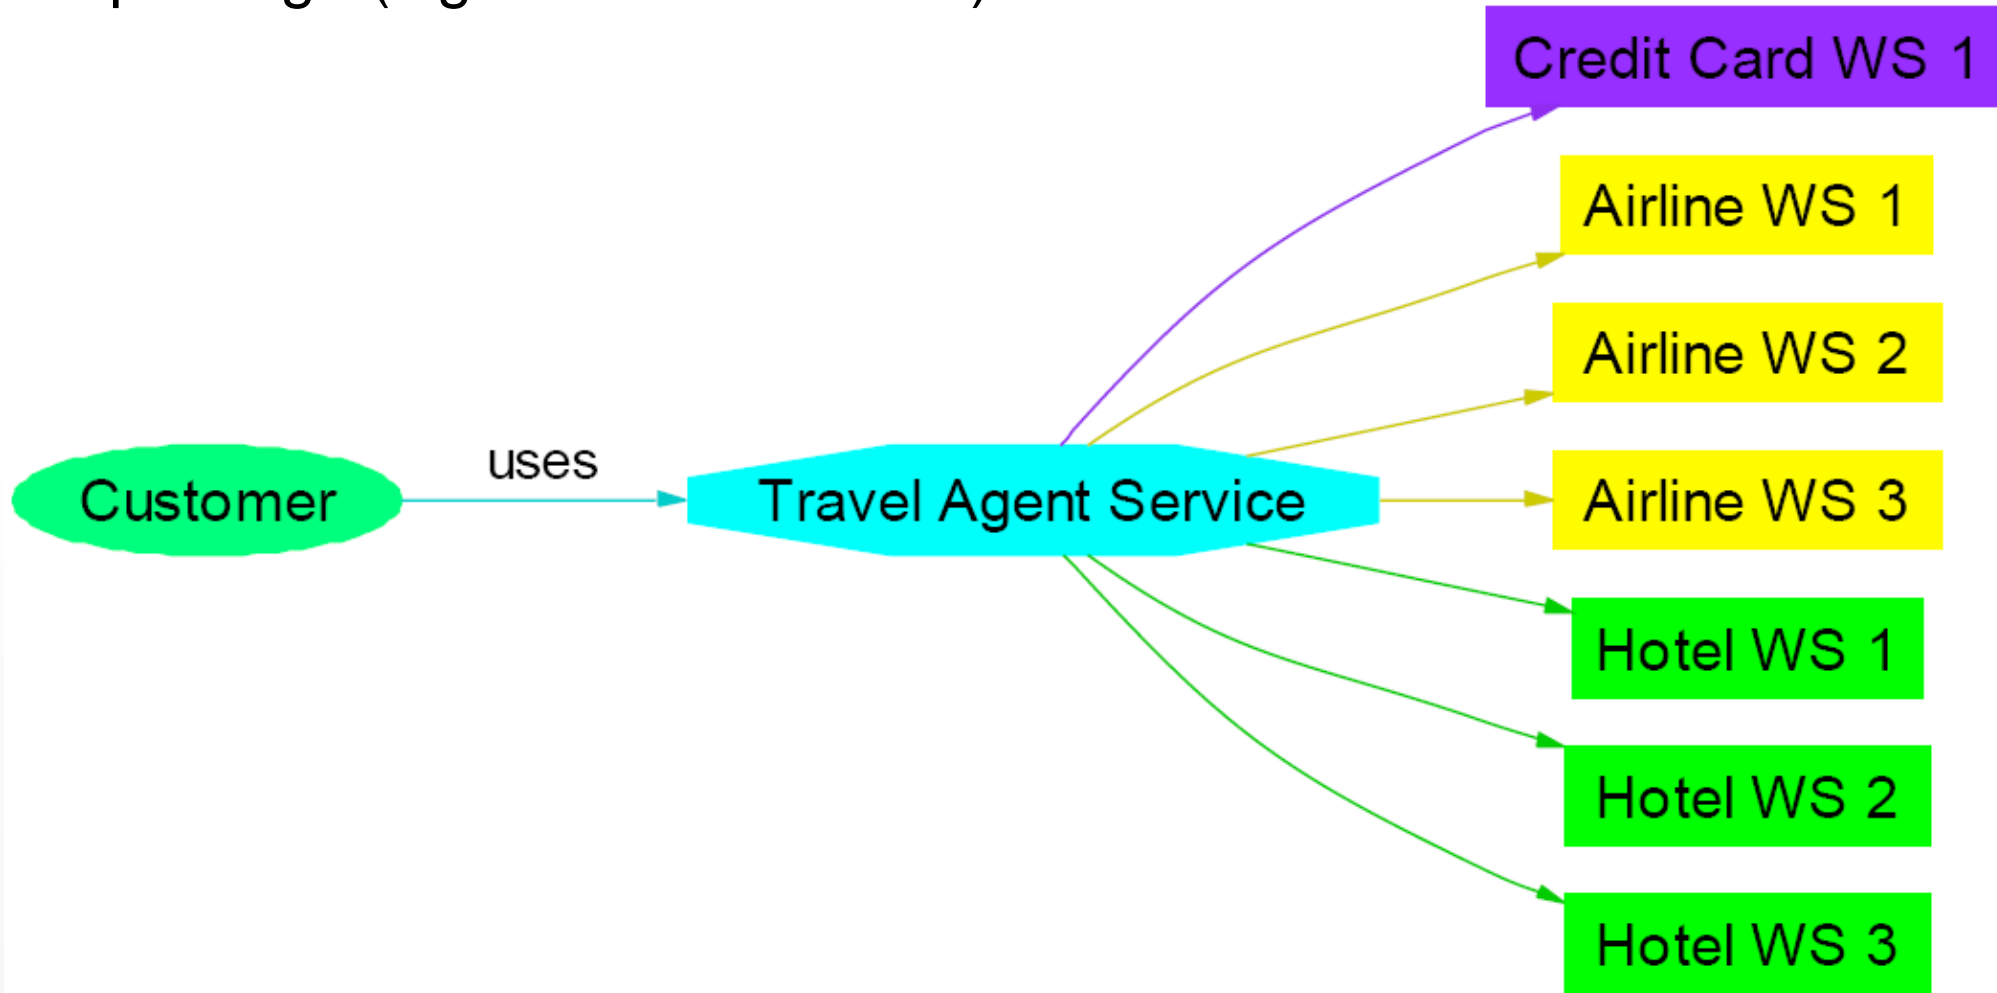 Credit Card WS 1
Airline WS 1
Airline WS 2
uses
Customer
Travel Agent Service
Airline WS 3
Hotel WS 1
Hotel WS 2
Hotel WS 3